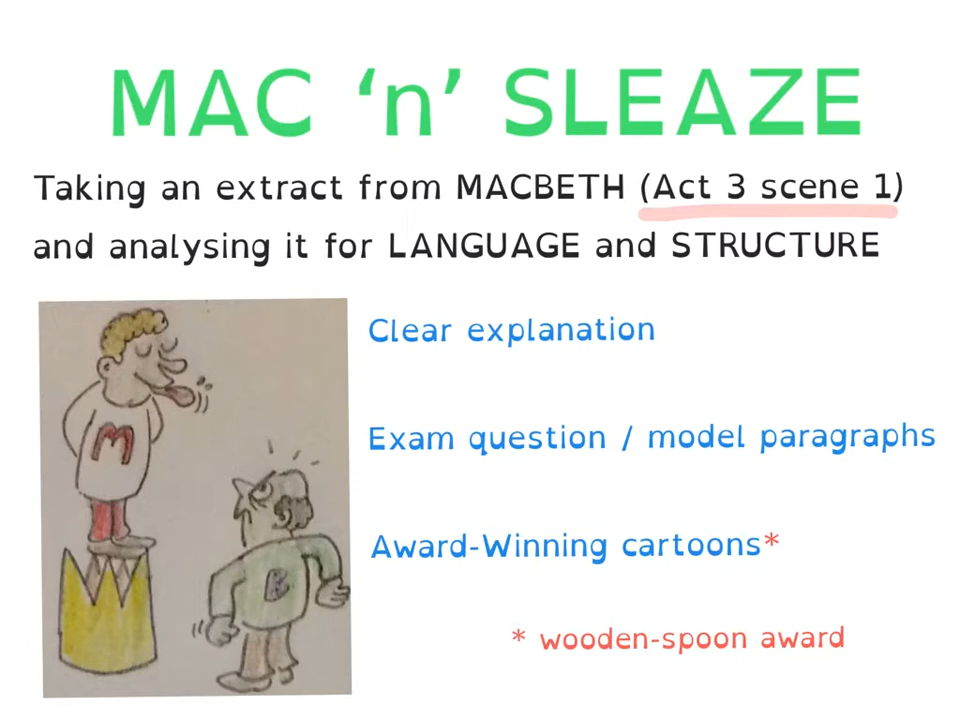 MAC ‘n’ SLEAZE
Taking an extract from MACBETH (Act 3 scene 1)
and analysing it for LANGUAGE and STRUCTURE
Clear explanation
Exam question / model paragraphs
Award-Winning cartoons*
* wooden-spoon award
M
B